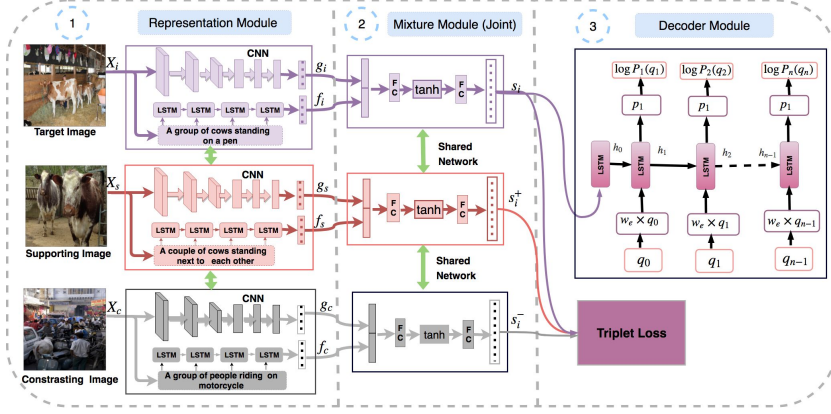 1
Representation Module
2
Mixture Module (Joint)
3
Decoder Module
X_i
CNN
g_i
LSTM LSTM LSTM LSTM
f_i
A group of cows standing
on a pen
Target Image
F
C
tanh
F
C
s_i
Shared
Network
X_s
CNN
g_s
LSTM LSTM LSTM LSTM
f_s
A couple of cows standing
next to each other
Supporting Image
F
C
tanh
F
C
s_i^+
Shared
Network
X_c
CNN
g_c
LSTM LSTM LSTM LSTM
f_c
A group of people riding on
motorcycle
Constrasting Image
F
C
tanh
F
C
s_i^-
log P_1(q_1) log P_2(q_2) log P_n(q_n)
p_1 p_1 p_1
LSTM h_0 LSTM h_1 LSTM h_2 h_{n-1} LSTM
w_e × q_0 w_e × q_1 w_e × q_{n-1}
q_0 q_1 q_{n-1}
Triplet Loss